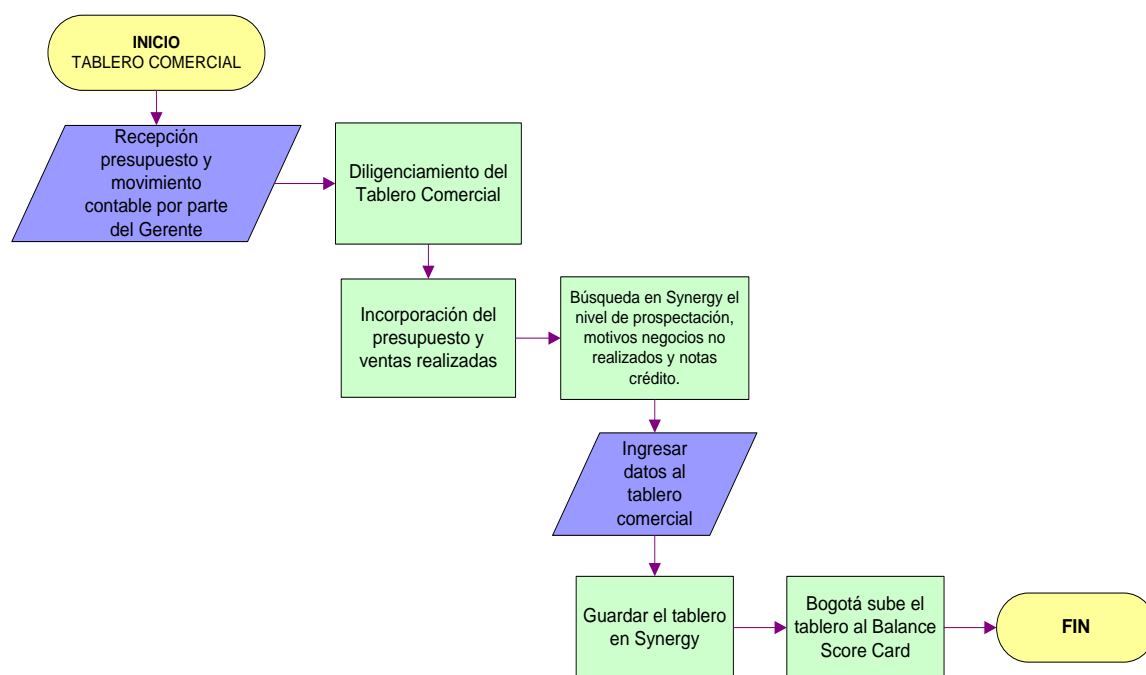 INICIO
TABLERO COMERCIAL
Recepción
presupuesto y
movimiento
contable por parte
del Gerente
Diligenciamiento del
Tablero Comercial
Incorporación del
presupuesto y
ventas realizadas
Búsqueda en Synergy el
nivel de prospectación,
motivos negocios no
realizados y notas
crédito.
Ingresar
datos al
tablero
comercial
Guardar el tablero
en Synergy
Bogotá sube el
tablero al Balance
Score Card
FIN